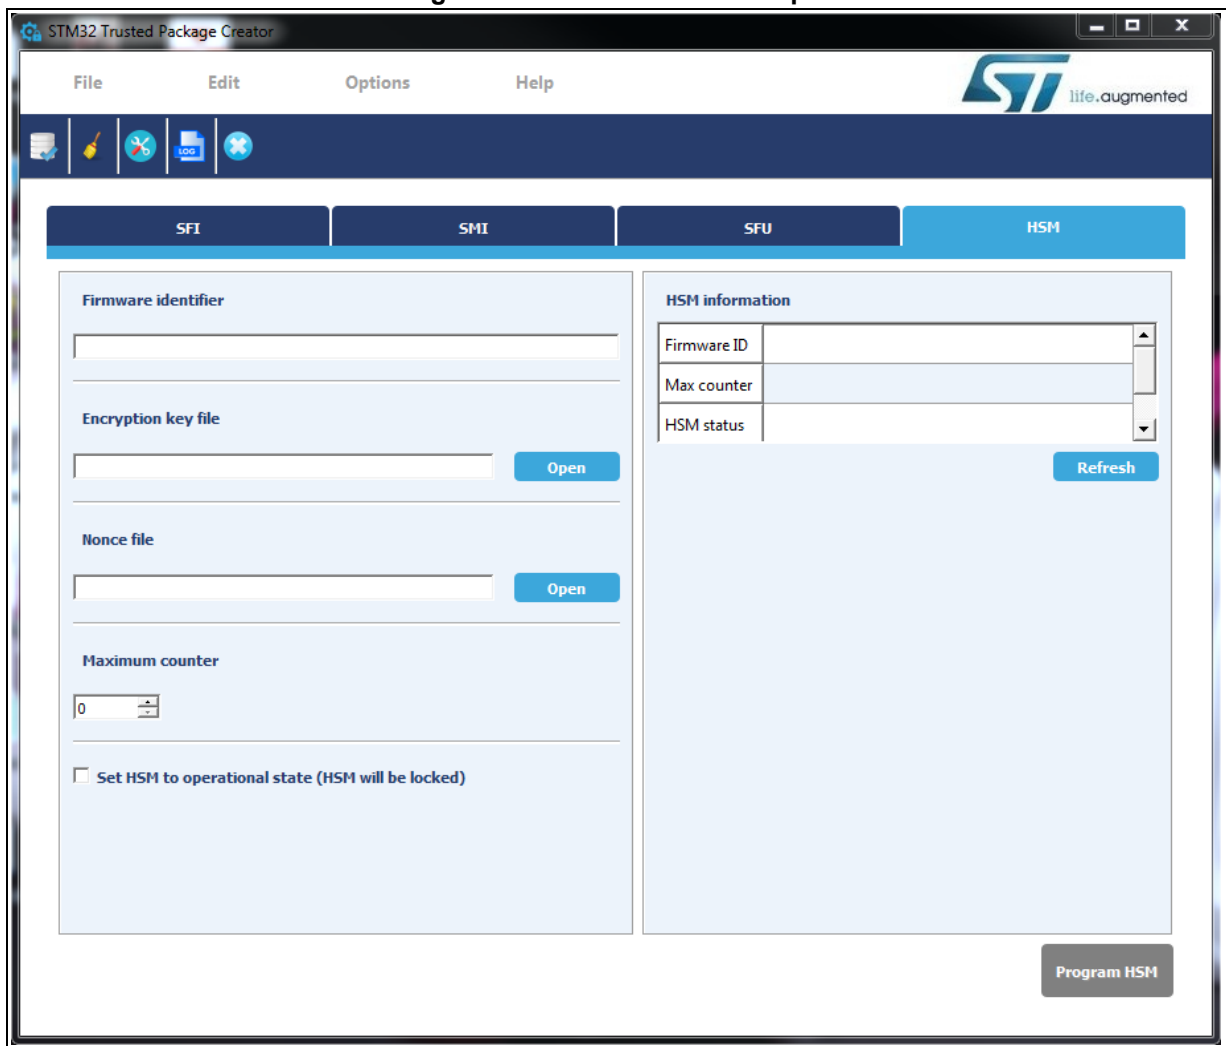 STM32 Trusted Package Creator
File Edit Options Help
ST life.augmented
LOG
SFI SMI SFU HSM
Firmware identifier
Encryption key file
Open
Nonce file
Open
Maximum counter
0
Set HSM to operational state (HSM will be locked)
HSM information
Firmware ID
Max counter
HSM status
Refresh
Program HSM